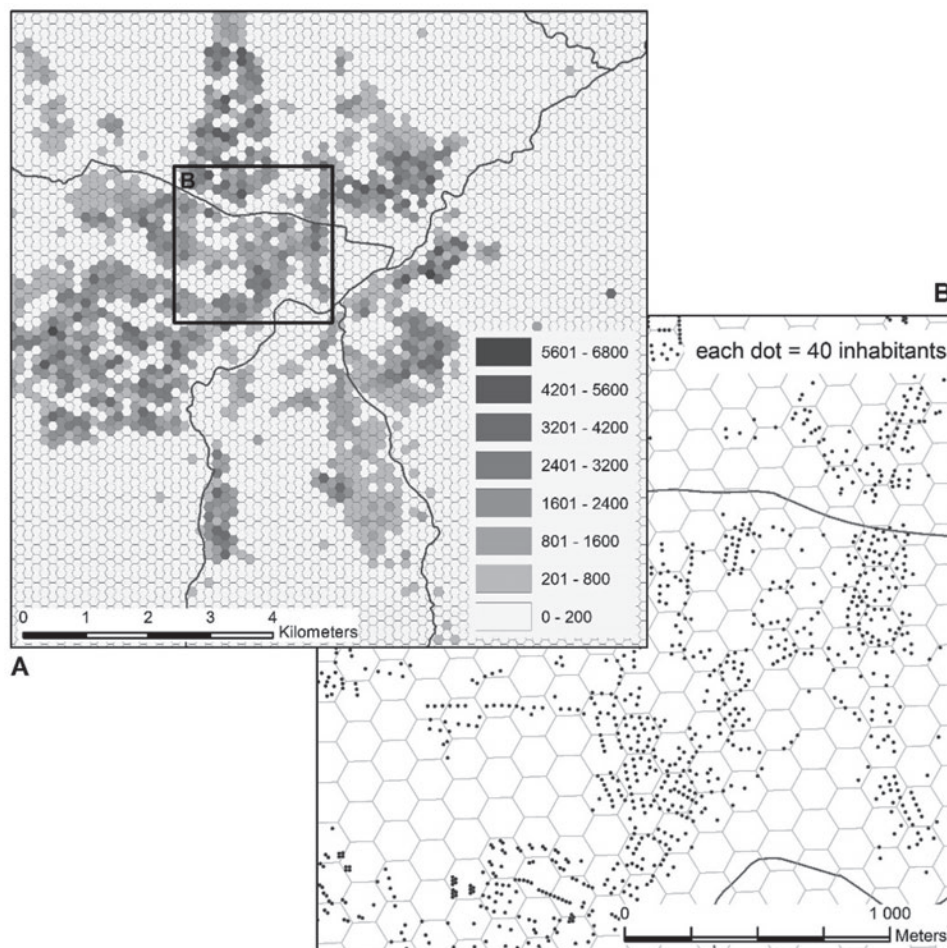 B
B
each dot = 40 inhabitants
5601 - 6800
4201 - 5600
3201 - 4200
2401 - 3200
1601 - 2400
801 - 1600
201 - 800
0 - 200
0 1 2 3 4
Kilometers
A
0 1 000
Meters